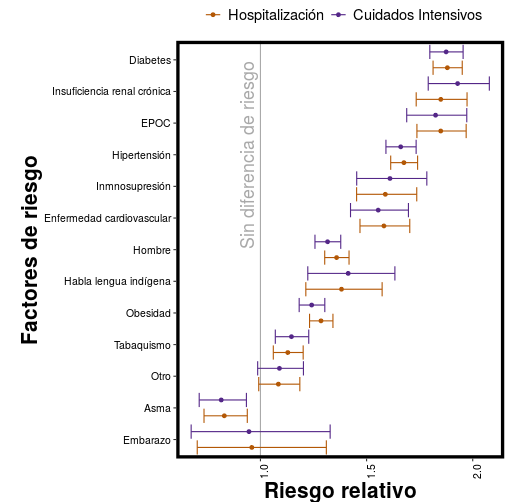 Hospitalización
Cuidados Intensivos
Factores de riesgo
Diabetes
Insuficiencia renal crónica
EPOC
Hipertensión
Inmnosupresión
Enfermedad cardiovascular
Hombre
Habla lengua indígena
Obesidad
Tabaquismo
Otro
Asma
Embarazo
Sin diferencia de riesgo
1.0
1.5
2.0
Riesgo relativo